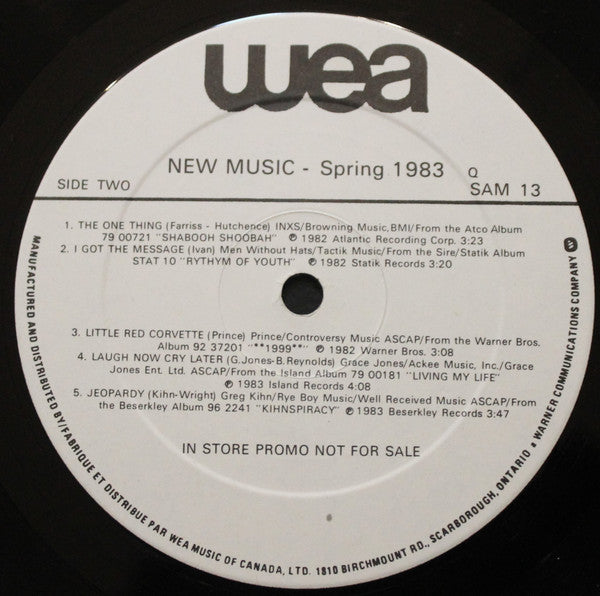 wea
NEW MUSIC - Spring 1983 Q
SIDE TWO SAM 13
1. THE ONE THING (Farriss - Hutchence) INXS/Browning Music,BMI/From the Atco Album
79 00721 "SHABOOH SHOOBAH" ℗ 1982 Atlantic Recording Corp. 3:23
2. I GOT THE MESSAGE (Ivan) Men Without Hats/Tactik Music/From the Sire/Statik Album
STAT 10 "RYTHYM OF YOUTH" ℗ 1982 Statik Records 3:20
3. LITTLE RED CORVETTE (Prince) Prince/Controversy Music ASCAP/From the Warner Bros.
Album 92 37201 "**1999**" ℗ 1982 Warner Bros. 3:08
4. LAUGH NOW CRY LATER (G.Jones-B.Reynolds) Grace Jones/Ackee Music, Inc./Grace
Jones Ent. Ltd. ASCAP/From the Island Album 79 00181 "LIVING MY LIFE"
℗ 1983 Island Records 4:08
5. JEOPARDY (Kihn-Wright) Greg Kihn/Rye Boy Music/Well Received Music ASCAP/From
the Beserkley Album 96 2241 "KIHNSPIRACY" ℗ 1983 Beserkley Records 3:47
IN STORE PROMO NOT FOR SALE
MANUFACTURED AND DISTRIBUTED BY/FABRIQUE ET DISTRIBUE PAR WEA MUSIC OF CANADA, LTD. 1810 BIRCHMOUNT RD., SCARBOROUGH, ONTARIO • A WARNER COMMUNICATIONS COMPANY